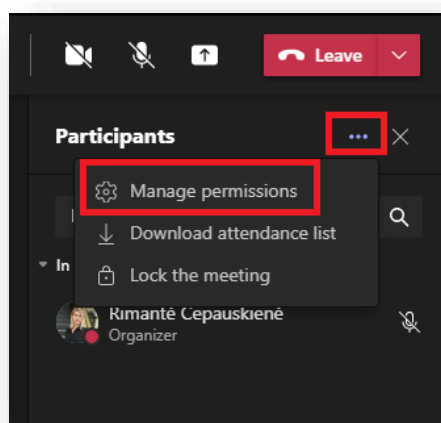 Leave
Participants
Manage permissions
Download attendance list
Lock the meeting
In
Rimantė Čepauskienė
Organizer